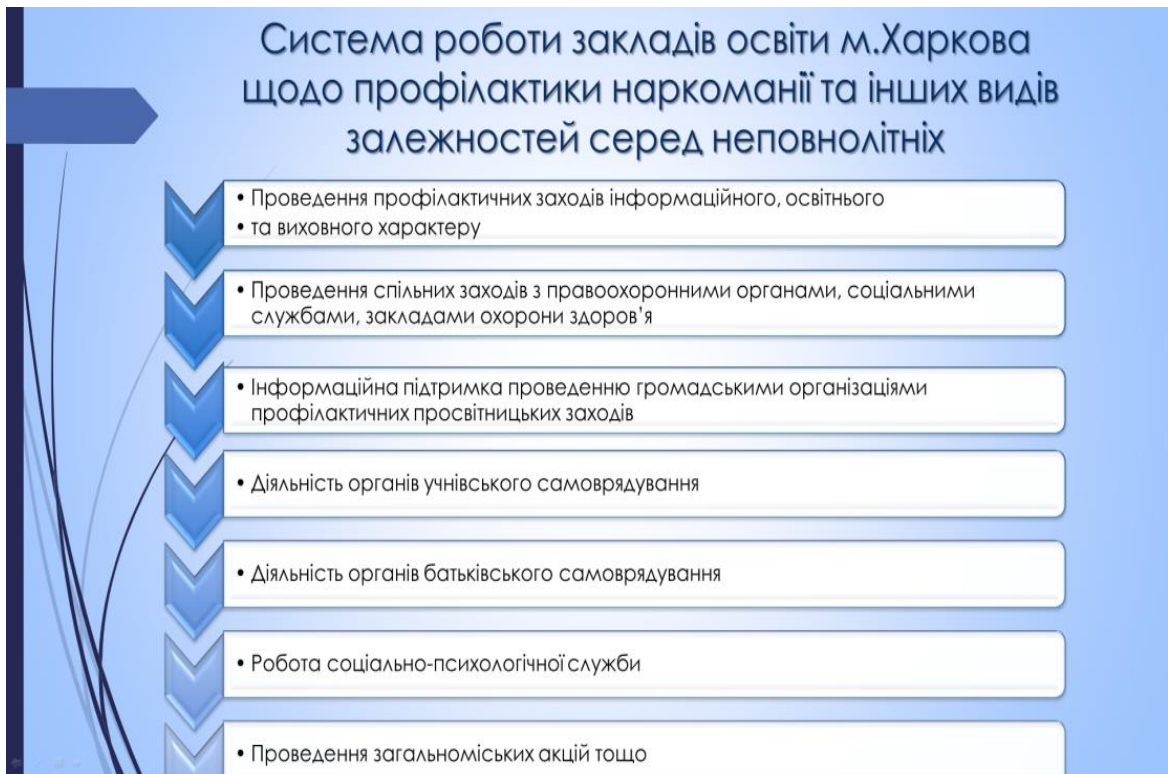 Система роботи закладів освіти м.Харкова
щодо профілактики наркоманії та інших видів
залежностей серед неповнолітніх
• Проведення профілактичних заходів інформаційного, освітнього
• та виховного характеру
• Проведення спільних заходів з правоохоронними органами, соціальними
службами, закладами охорони здоров’я
• Інформаційна підтримка проведенню громадськими організаціями
профілактичних просвітницьких заходів
• Діяльність органів учнівського самоврядування
• Діяльність органів батьківського самоврядування
• Робота соціально-психологічної служби
• Проведення загальноміських акцій тощо